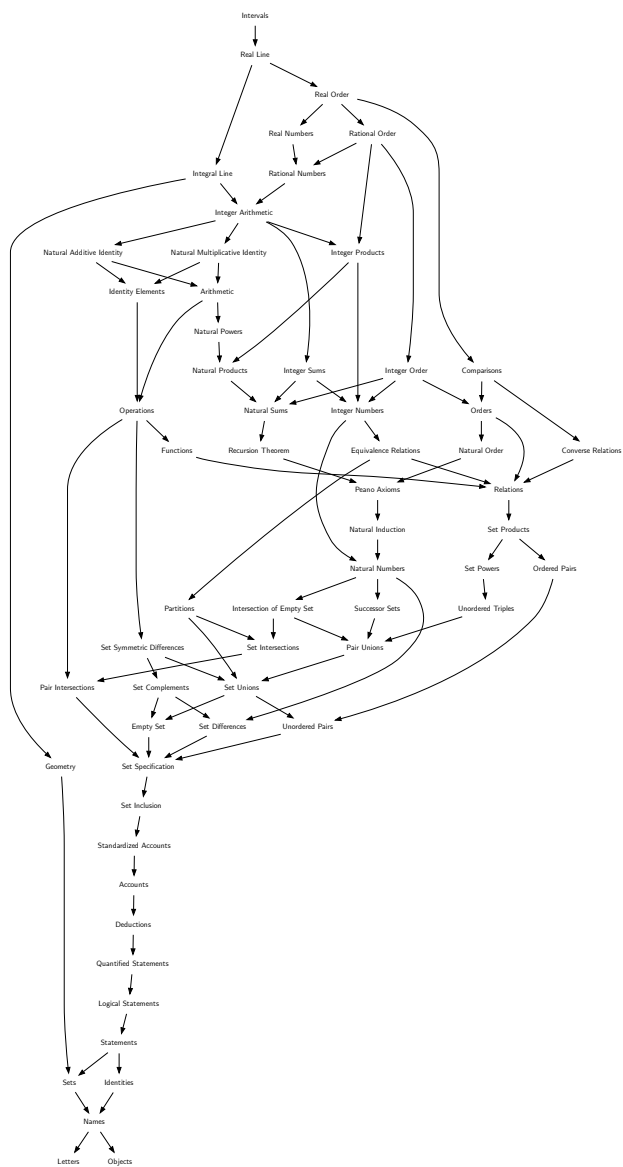 Intervals
Real Line
Real Order
Real Numbers
Rational Order
Integral Line
Rational Numbers
Integer Arithmetic
Natural Additive Identity
Natural Multiplicative Identity
Integer Products
Identity Elements
Arithmetic
Natural Powers
Natural Products
Integer Sums
Integer Order
Comparisons
Operations
Natural Sums
Integer Numbers
Orders
Functions
Recursion Theorem
Equivalence Relations
Natural Order
Converse Relations
Peano Axioms
Relations
Natural Induction
Set Products
Natural Numbers
Set Powers
Ordered Pairs
Partitions
Intersection of Empty Set
Successor Sets
Unordered Triples
Set Symmetric Differences
Set Intersections
Pair Unions
Pair Intersections
Set Complements
Set Unions
Empty Set
Set Differences
Unordered Pairs
Geometry
Set Specification
Set Inclusion
Standardized Accounts
Accounts
Deductions
Quantified Statements
Logical Statements
Statements
Sets
Identities
Names
Letters
Objects